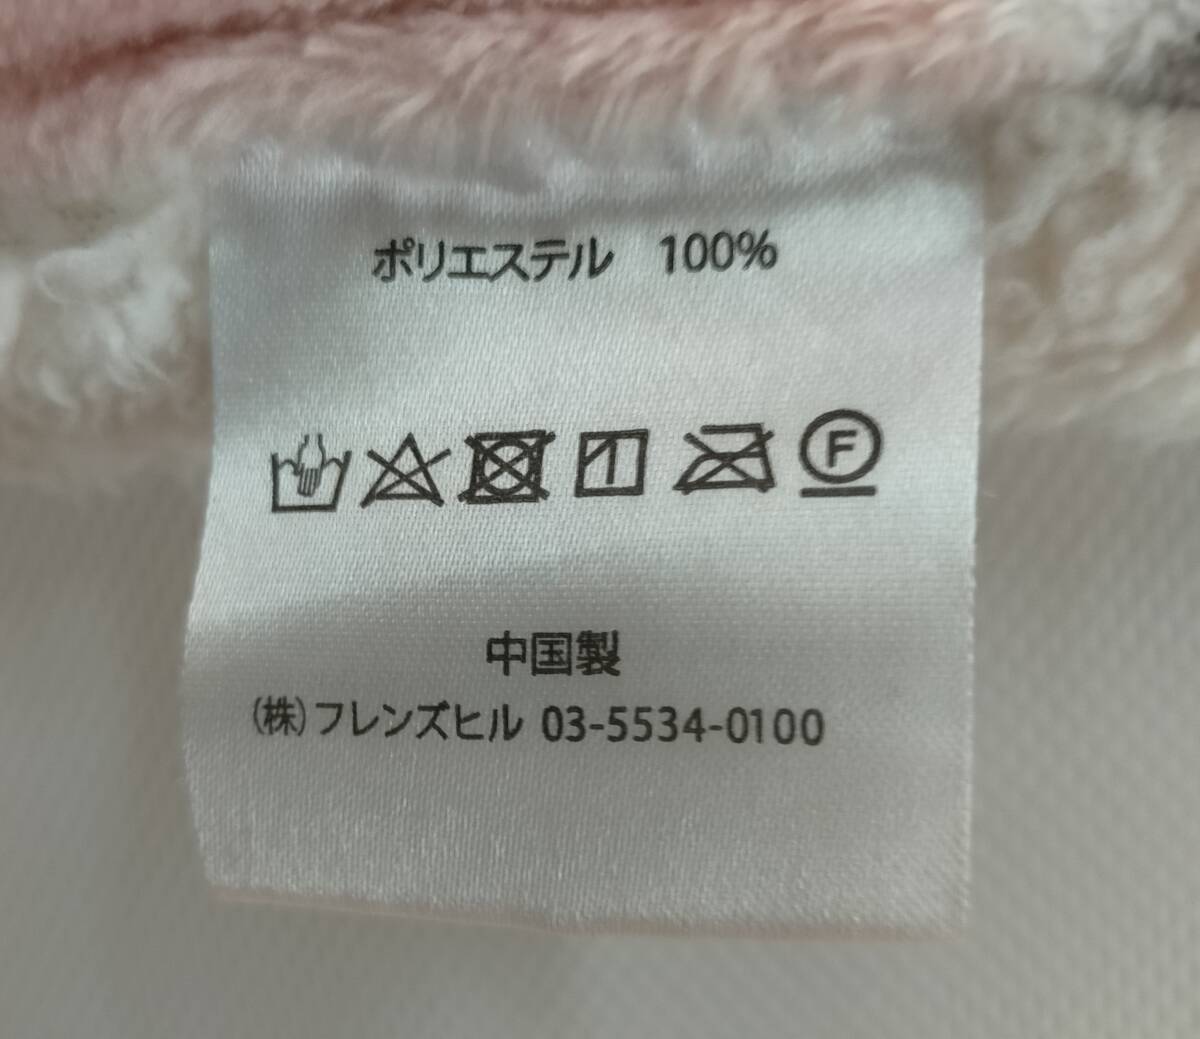 ポリエステル 100%
F
中国製
(株)フレンズヒル 03-5534-0100